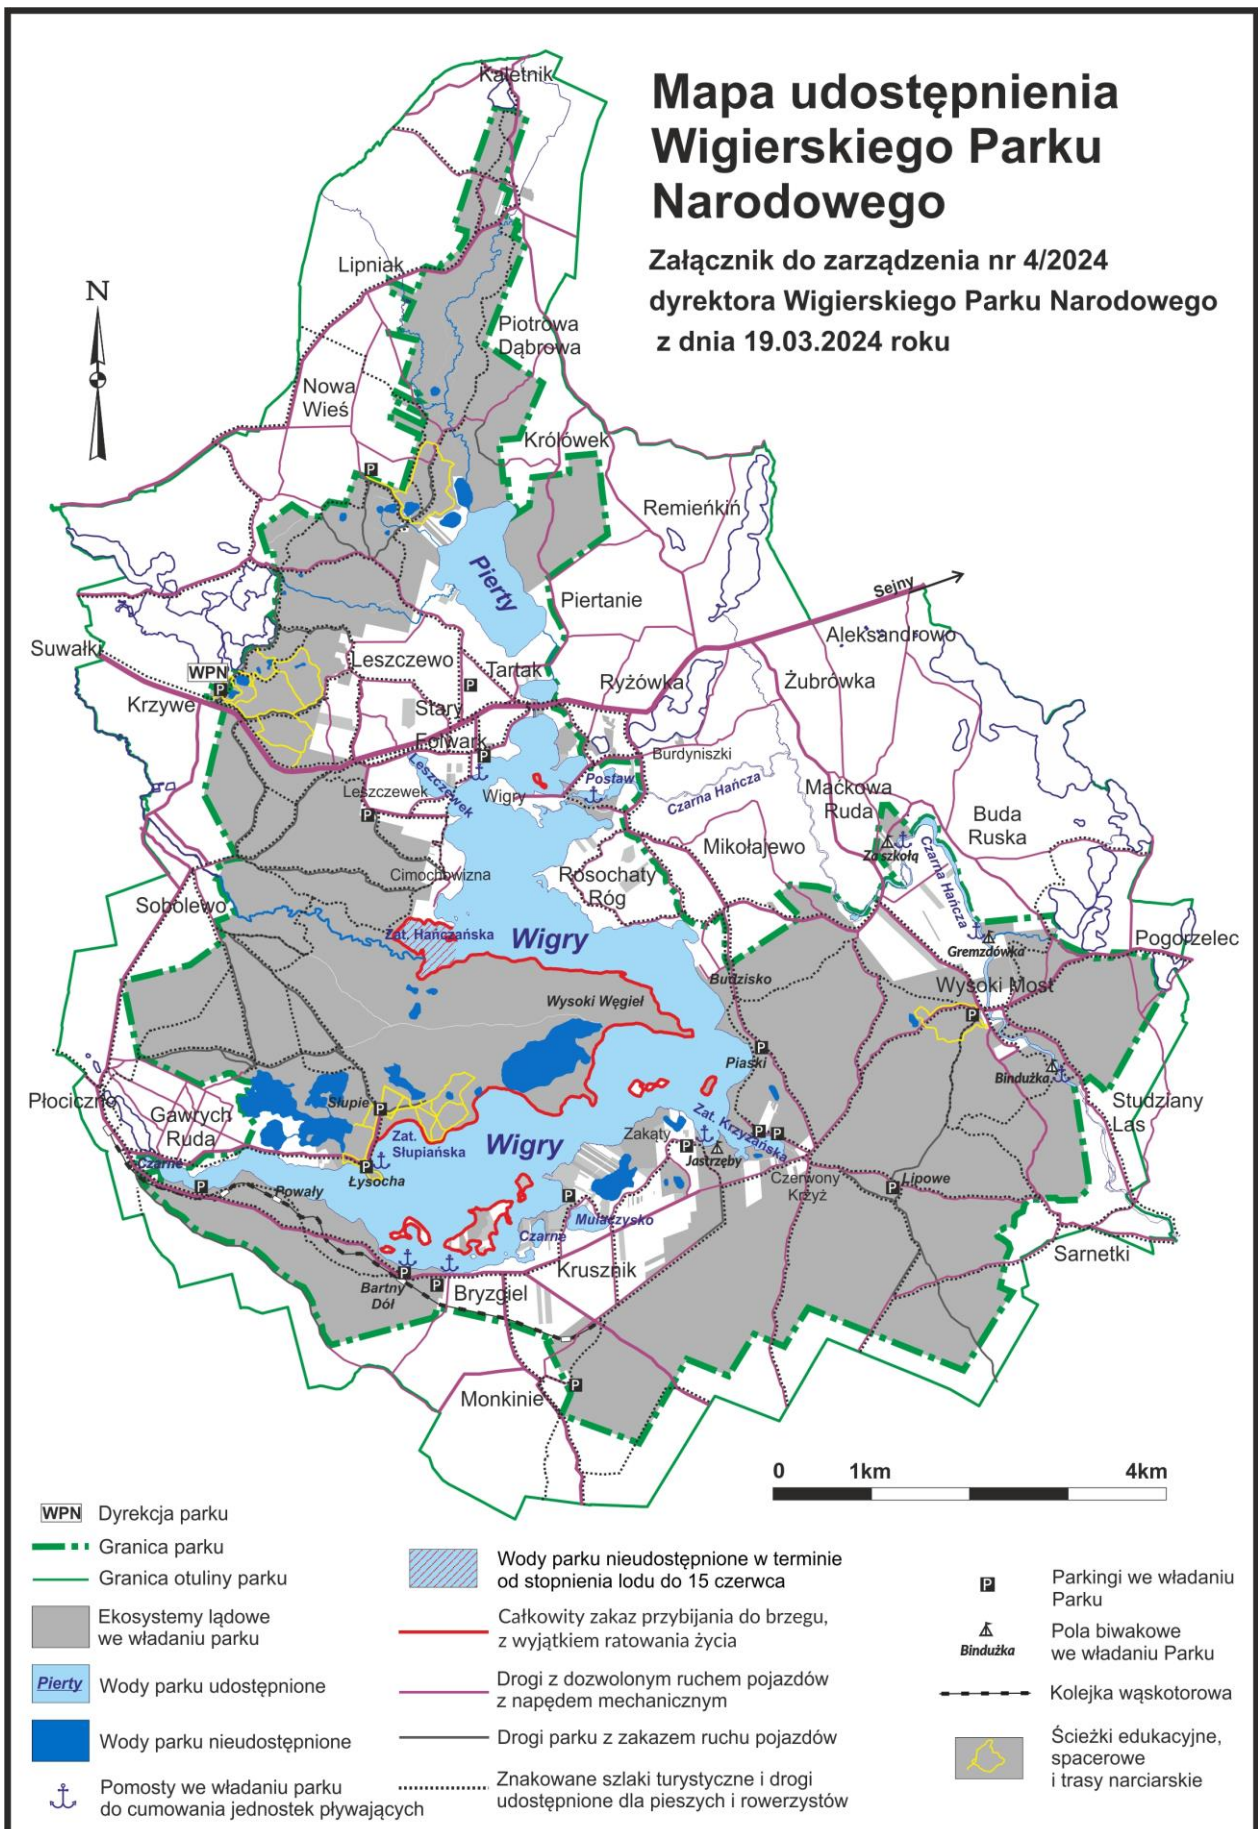 Mapa udostępnienia
Wigierskiego Parku
Narodowego
Załącznik do zarządzenia nr 4/2024
dyrektora Wigierskiego Parku Narodowego
z dnia 19.03.2024 roku
N
Kaletnik
Lipniak
Piotrowa
Dąbrowa
Nowa
Wieś
Królówek
P
Remieńkiń
Pierty
Sejny
Piertanie
Aleksandrowo
Suwałki
Leszczewo
WPN
P
Tartak
P
Ryżówka
Żubrówka
Krzywe
Stary
Folwark
P
Burdyniszki
Leszczewek
Postaw
Leszczewek
Wigry
Czarna Hańcza
Maćkowa
Ruda
Buda
Ruska
P
Mikołajewo
Za szkołą
Czarna Hańcza
Cimochowizna
Rosochaty
Róg
Sobolewo
Zat. Hańczańska
Wigry
Pogorzelec
Gremzdówka
Budzisko
Wysoki Most
Wysoki Węgieł
P
P
Piaski
Bindużka
Płociczno
Gawrych
Ruda
Słupie
P
Studziany
Las
Zat.
Słupiańska
Wigry
Zakąty
Zat. Krzyżańska
P
P
P
Jastrzęby
Czarne
P
Łysocha
Czerwony
Krzyż
Lipowe
P
P
Powały
P
Mulaczysko
Czarne
Sarnetki
Krusznik
P
Bartny
Dół
P
Bryzgiel
Monkinie
P
0
1km
4km
WPN
Dyrekcja parku
Granica parku
Granica otuliny parku
Ekosystemy lądowe
we władaniu parku
Pierty
Wody parku udostępnione
Wody parku nieudostępnione
Pomosty we władaniu parku
do cumowania jednostek pływających
Wody parku nieudostępnione w terminie
od stopnienia lodu do 15 czerwca
Całkowity zakaz przybijania do brzegu,
z wyjątkiem ratowania życia
Drogi z dozwolonym ruchem pojazdów
z napędem mechanicznym
Drogi parku z zakazem ruchu pojazdów
Znakowane szlaki turystyczne i drogi
udostępnione dla pieszych i rowerzystów
P
Parkingi we władaniu
Parku
Bindużka
Pola biwakowe
we władaniu Parku
Kolejka wąskotorowa
Ścieżki edukacyjne,
spacerowe
i trasy narciarskie